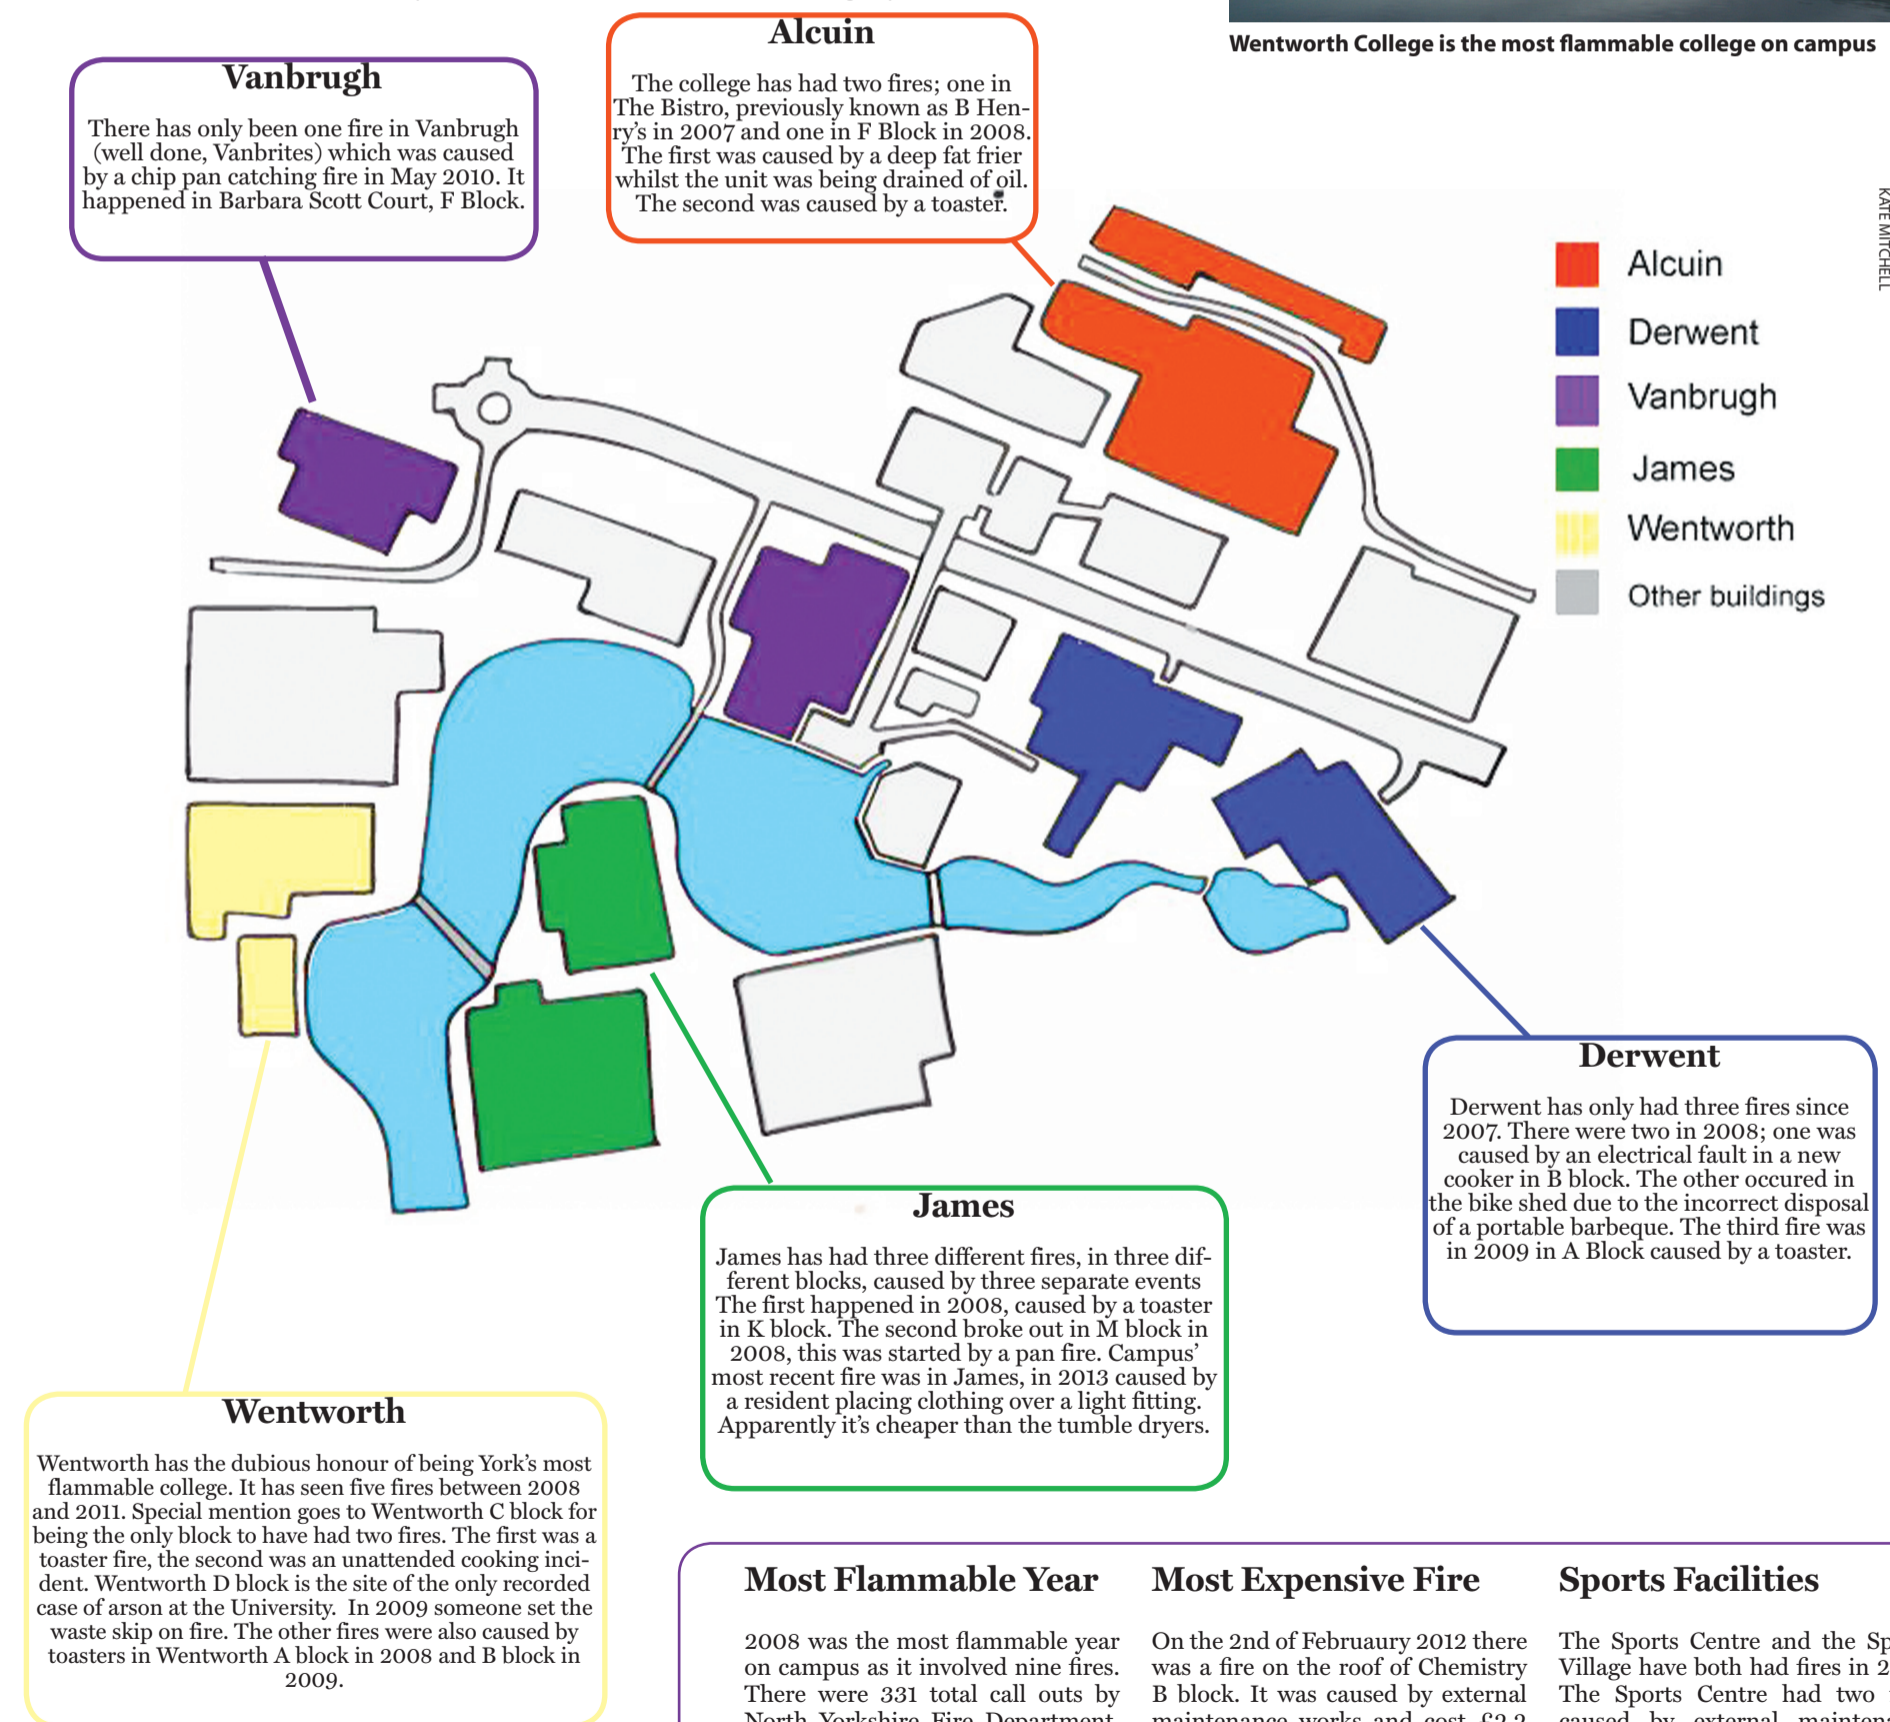 Wentworth College is the most flammable college on campus
KATE MITCHELL
Vanbrugh
There has only been one fire in Vanbrugh
(well done, Vanbrites) which was caused
by a chip pan catching fire in May 2010. It
happened in Barbara Scott Court, F Block.
Alcuin
The college has had two fires; one in
The Bistro, previously known as B Hen-
ry's in 2007 and one in F Block in 2008.
The first was caused by a deep fat frier
whilst the unit was being drained of oil.
The second was caused by a toaster.
Alcuin
Derwent
Vanbrugh
James
Wentworth
Other buildings
Derwent
Derwent has only had three fires since
2007. There were two in 2008; one was
caused by an electrical fault in a new
cooker in B block. The other occured in
the bike shed due to the incorrect disposal
of a portable barbeque. The third fire was
in 2009 in A Block caused by a toaster.
James
James has had three different fires, in three dif-
ferent blocks, caused by three separate events
The first happened in 2008, caused by a toaster
in K block. The second broke out in M block in
2008, this was started by a pan fire. Campus'
most recent fire was in James, in 2013 caused by
a resident placing clothing over a light fitting.
Apparently it's cheaper than the tumble dryers.
Wentworth
Wentworth has the dubious honour of being York's most
flammable college. It has seen five fires between 2008
and 2011. Special mention goes to Wentworth C block for
being the only block to have had two fires. The first was a
toaster fire, the second was an unattended cooking inci-
dent. Wentworth D block is the site of the only recorded
case of arson at the University. In 2009 someone set the
waste skip on fire. The other fires were also caused by
toasters in Wentworth A block in 2008 and B block in
2009.
Most Flammable Year
2008 was the most flammable year
on campus as it involved nine fires.
There were 331 total call outs by
North Yorkshire Fire Department,
Most Expensive Fire
On the 2nd of Februaury 2012 there
was a fire on the roof of Chemistry
B block. It was caused by external
maintenance works and cost £2.2
Sports Facilities
The Sports Centre and the Sp
Village have both had fires in 2
The Sports Centre had two
caused by external mainten